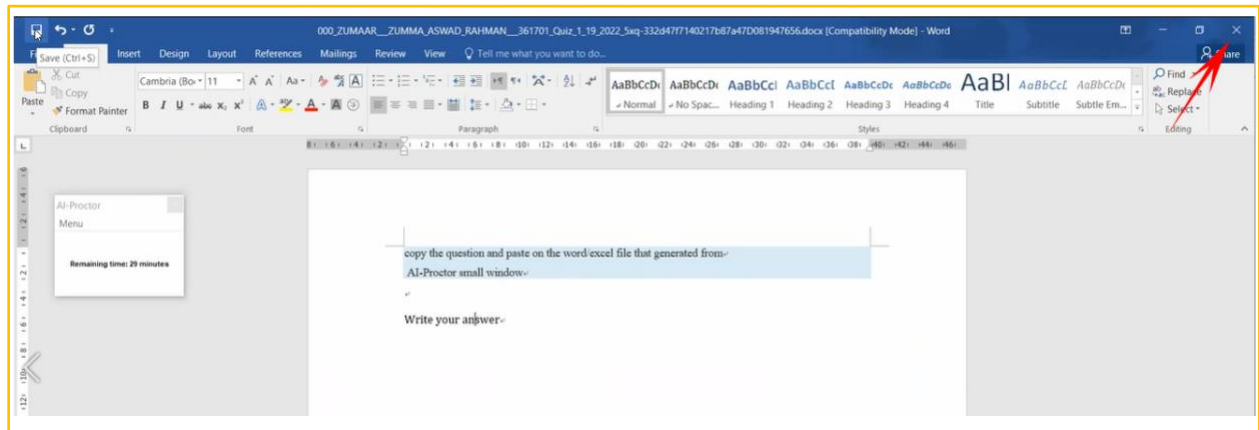 000_ZUMAAR__ZUMMA_ASWAD_RAHMAN__361701_Quiz_1_19_2022_5xq-332d47f7140217b87a47D081947656.docx [Compatibility Mode] - Word
Insert Design Layout References Mailings Review View Tell me what you want to do... Share
Save (Ctrl+S)
Cut
Copy
Format Painter
Paste
Clipboard
Cambria (Bo 11
Font
Paragraph
AaBbCcDc AaBbCcDc AaBbCcI AaBbCcI AaBbCcDc AaBbCcDc AaBI AaBbCcI AaBbCcDc
Normal No Spac... Heading 1 Heading 2 Heading 3 Heading 4 Title Subtitle Subtle Em...
Styles
Find
Replace
Select
Editing
AI-Proctor
Menu
Remaining time: 29 minutes
copy the question and paste on the word/excel file that generated from
AI-Proctor small window
Write your answer